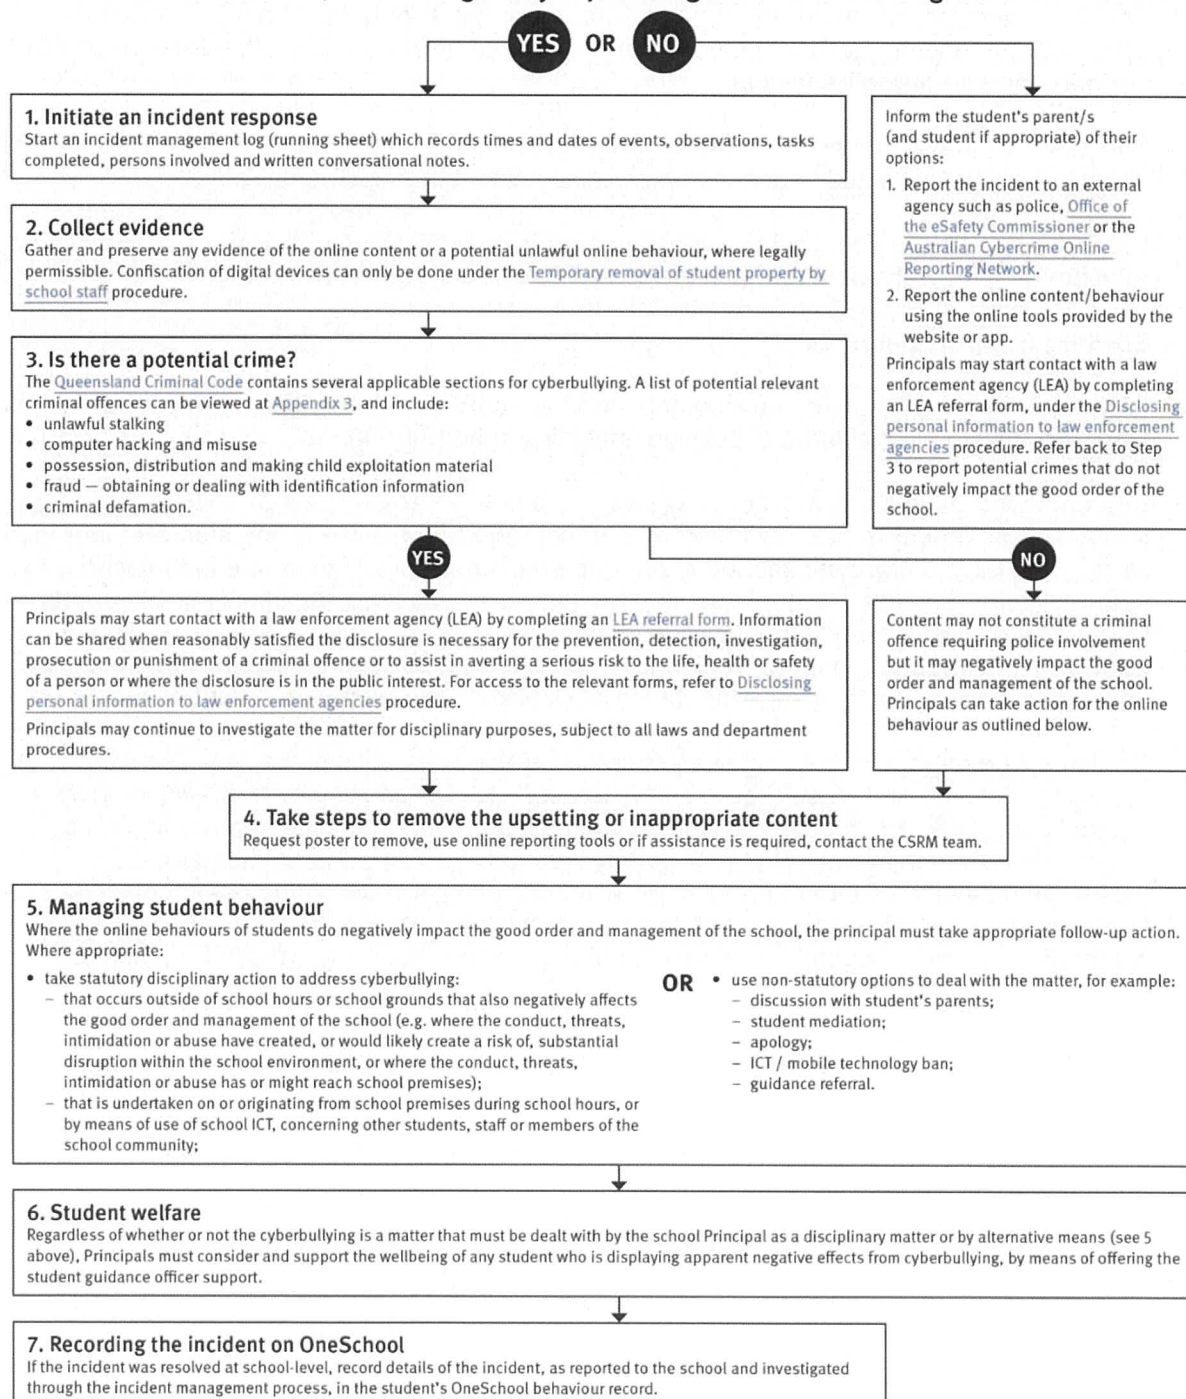 YES OR NO
1. Initiate an incident response
Start an incident management log (running sheet) which records times and dates of events, observations, tasks
completed, persons involved and written conversational notes.
2. Collect evidence
Gather and preserve any evidence of the online content or a potential unlawful online behaviour, where legally
permissible. Confiscation of digital devices can only be done under the Temporary removal of student property by
school staff procedure.
3. Is there a potential crime?
The Queensland Criminal Code contains several applicable sections for cyberbullying. A list of potential relevant
criminal offences can be viewed at Appendix 3, and include:
• unlawful stalking
• computer hacking and misuse
• possession, distribution and making child exploitation material
• fraud — obtaining or dealing with identification information
• criminal defamation.
Inform the student's parent/s
(and student if appropriate) of their
options:
1. Report the incident to an external
agency such as police, Office of
the eSafety Commissioner or the
Australian Cybercrime Online
Reporting Network.
2. Report the online content/behaviour
using the online tools provided by the
website or app.
Principals may start contact with a law
enforcement agency (LEA) by completing
an LEA referral form, under the Disclosing
personal information to law enforcement
agencies procedure. Refer back to Step
3 to report potential crimes that do not
negatively impact the good order of the
school.
YES
NO
Principals may start contact with a law enforcement agency (LEA) by completing an LEA referral form. Information
can be shared when reasonably satisfied the disclosure is necessary for the prevention, detection, investigation,
prosecution or punishment of a criminal offence or to assist in averting a serious risk to the life, health or safety
of a person or where the disclosure is in the public interest. For access to the relevant forms, refer to Disclosing
personal information to law enforcement agencies procedure.
Principals may continue to investigate the matter for disciplinary purposes, subject to all laws and department
procedures.
Content may not constitute a criminal
offence requiring police involvement
but it may negatively impact the good
order and management of the school.
Principals can take action for the online
behaviour as outlined below.
4. Take steps to remove the upsetting or inappropriate content
Request poster to remove, use online reporting tools or if assistance is required, contact the CSRM team.
5. Managing student behaviour
Where the online behaviours of students do negatively impact the good order and management of the school, the principal must take appropriate follow-up action.
Where appropriate:
• take statutory disciplinary action to address cyberbullying:
– that occurs outside of school hours or school grounds that also negatively affects
the good order and management of the school (e.g. where the conduct, threats,
intimidation or abuse have created, or would likely create a risk of, substantial
disruption within the school environment, or where the conduct, threats,
intimidation or abuse has or might reach school premises);
– that is undertaken on or originating from school premises during school hours, or
by means of use of school ICT, concerning other students, staff or members of the
school community;
OR
• use non-statutory options to deal with the matter, for example:
– discussion with student's parents;
– student mediation;
– apology;
– ICT / mobile technology ban;
– guidance referral.
6. Student welfare
Regardless of whether or not the cyberbullying is a matter that must be dealt with by the school Principal as a disciplinary matter or by alternative means (see 5
above), Principals must consider and support the wellbeing of any student who is displaying apparent negative effects from cyberbullying, by means of offering the
student guidance officer support.
7. Recording the incident on OneSchool
If the incident was resolved at school-level, record details of the incident, as reported to the school and investigated
through the incident management process, in the student's OneSchool behaviour record.